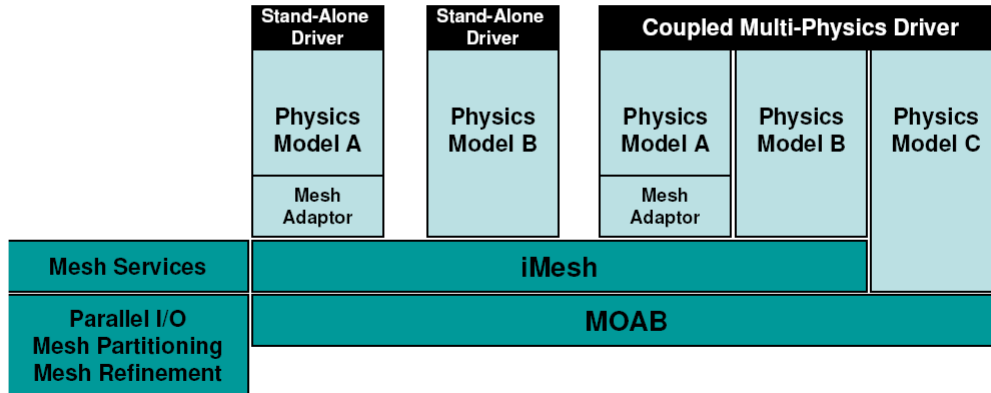 Stand-Alone
Driver
Stand-Alone
Driver
Coupled Multi-Physics Driver
Physics
Model A
Physics
Model B
Physics
Model A
Physics
Model B
Physics
Model C
Mesh
Adaptor
Mesh
Adaptor
Mesh Services
iMesh
Parallel I/O
Mesh Partitioning
Mesh Refinement
MOAB